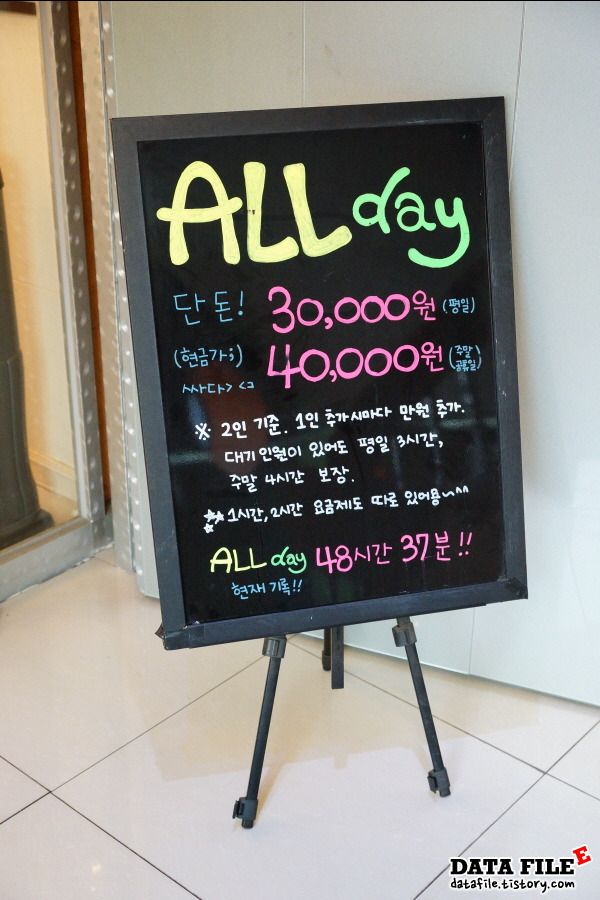 ALL day
단돈! 30,000원 (평일)
(현금가;) 40,000원 (주말 공휴일)
싸다> <
※ 2인 기준. 1인 추가시마다 만원 추가.
대기인원이 있어도 평일 3시간,
주말 4시간 보장.
1시간, 2시간 요금제도 따로 있어용~^^
ALL day 48시간 37분!!
현재 기록!!
DATA FILE E
datafile.tistory.com